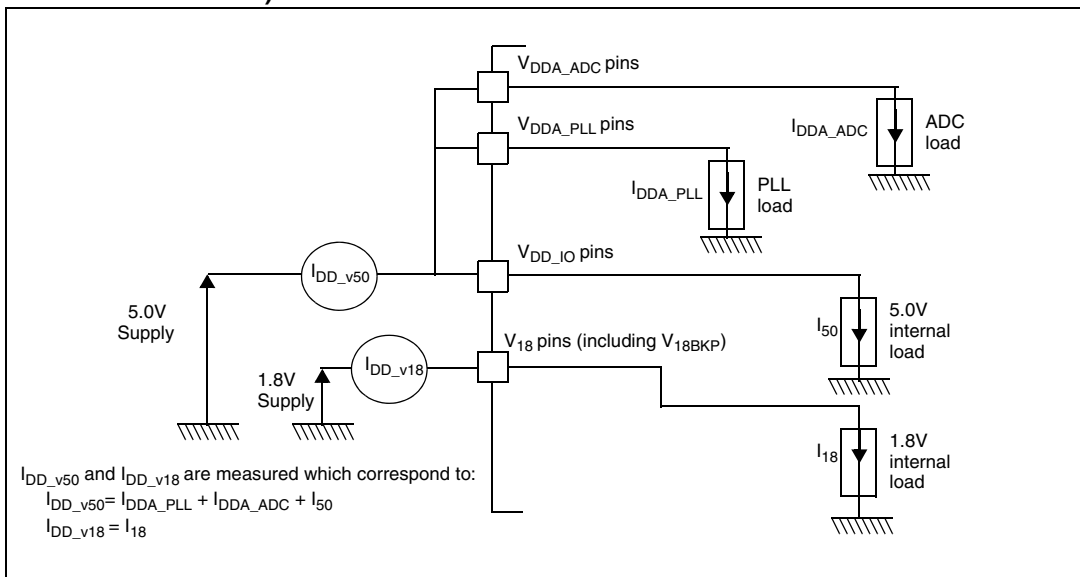 V_DDA_ADC pins
V_DDA_PLL pins
I_DDA_ADC
ADC
load
I_DDA_PLL
PLL
load
V_DD_IO pins
I_DD_v50
5.0V
Supply
I_50
5.0V
internal
load
V_18 pins (including V_18BKP)
I_DD_v18
1.8V
Supply
I_18
1.8V
internal
load
I_DD_v50 and I_DD_v18 are measured which correspond to:
I_DD_v50= I_DDA_PLL + I_DDA_ADC + I_50
I_DD_v18 = I_18